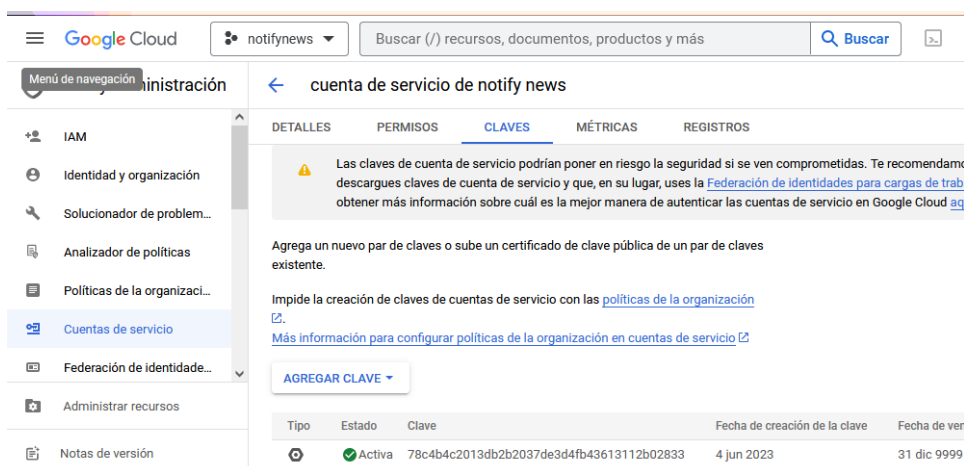 Google Cloud
notifynews
Buscar (/) recursos, documentos, productos y más
Buscar
Menú de navegación
cuenta de servicio de notify news
DETALLES PERMISOS CLAVES MÉTRICAS REGISTROS
IAM
Identidad y organización
Solucionador de problem...
Analizador de políticas
Políticas de la organizaci...
Cuentas de servicio
Federación de identidade...
Administrar recursos
Notas de versión
Las claves de cuenta de servicio podrían poner en riesgo la seguridad si se ven comprometidas. Te
descargues claves de cuenta de servicio y que, en su lugar, uses la Federación de identidades para cargas de
obtener más información sobre cuál es la mejor manera de autenticar las cuentas de servicio en Google Cloud
Agrega un nuevo par de claves o sube un certificado de clave pública de un par de claves
existente.
Impide la creación de claves de cuentas de servicio con las políticas de la organización
.
Más información para configurar políticas de la organización en cuentas de servicio
AGREGAR CLAVE
Tipo Estado Clave Fecha de creación de la clave Fecha de
Activa 78c4b4c2013db2b2037de3d4fb43613112b02833 4 jun 2023 31 dic 9999